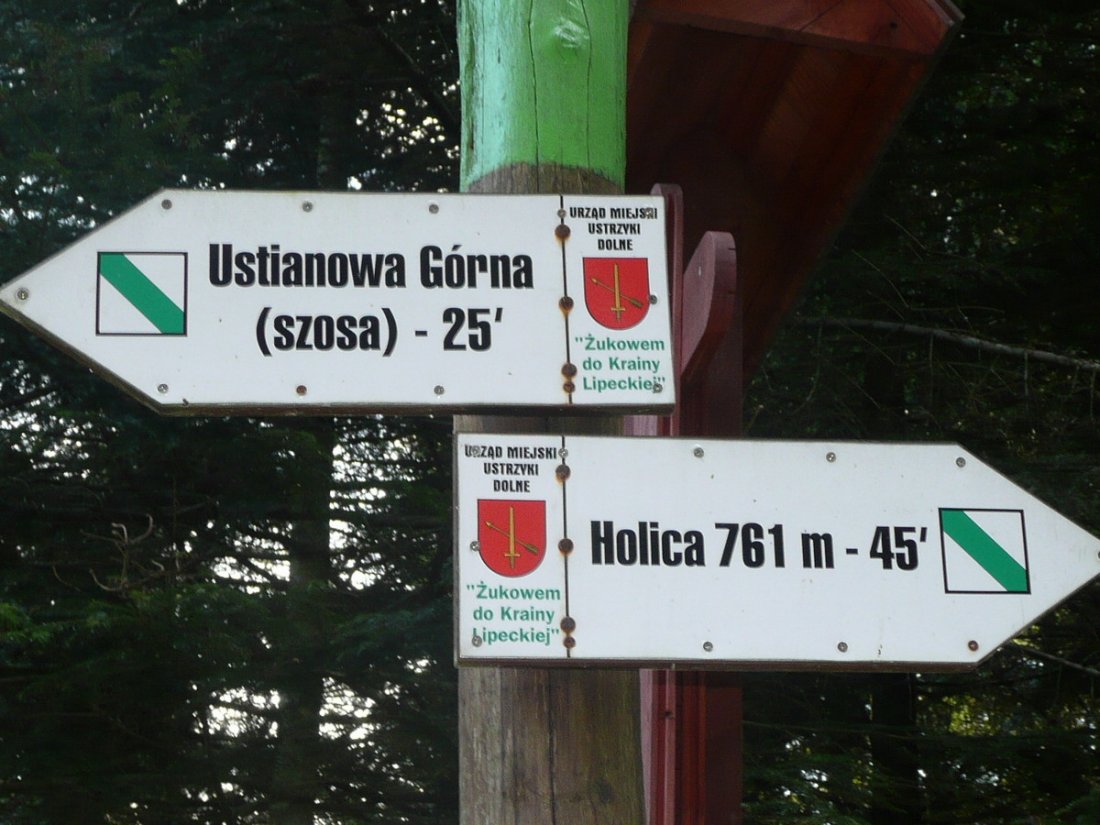 Ustianowa Górna
(szosa) - 25'
URZĄD MIEJSKI
USTRZYKI
DOLNE
"Żukowem
do Krainy
Lipeckiej"
URZĄD MIEJSKI
USTRZYKI
DOLNE
"Żukowem
do Krainy
Lipeckiej"
Holica 761 m - 45'